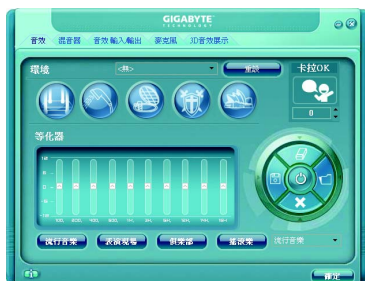 GIGABYTE
TECHNOLOGY
音效 混音器 音效輸入/輸出 麥克風 3D音效展示
環境 <無> 重設 卡拉OK
0
等化器
流行音樂 表演現場 俱樂部 搖滾樂 流行音樂
確定